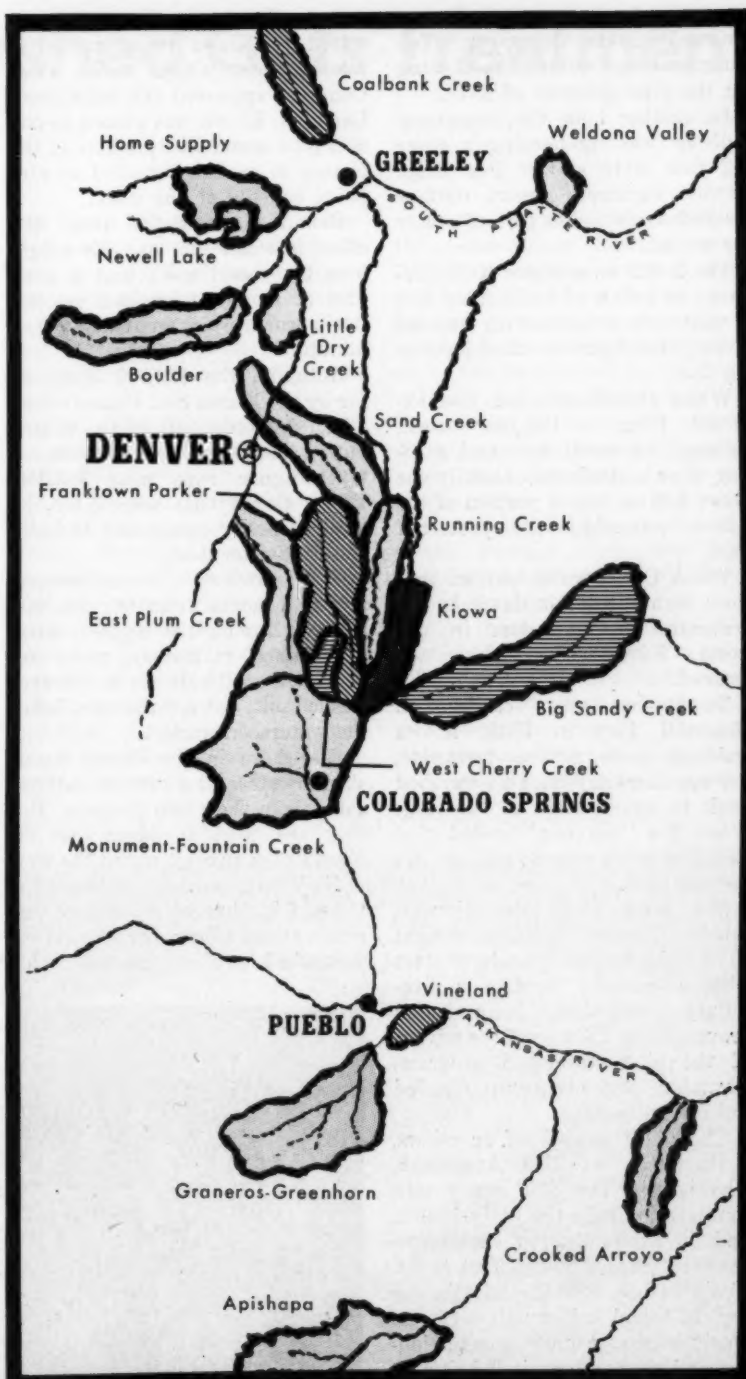 Coalbank Creek
Weldona Valley
Home Supply
GREELEY
SOUTH PLATTE RIVER
Newell Lake
Little
Dry
Creek
Boulder
Sand Creek
DENVER
Franktown Parker
Running Creek
East Plum Creek
Kiowa
Big Sandy Creek
West Cherry Creek
COLORADO SPRINGS
Monument-Fountain Creek
Vineland
PUEBLO
ARKANSAS RIVER
Graneros-Greenhorn
Crooked Arroyo
Apishapa